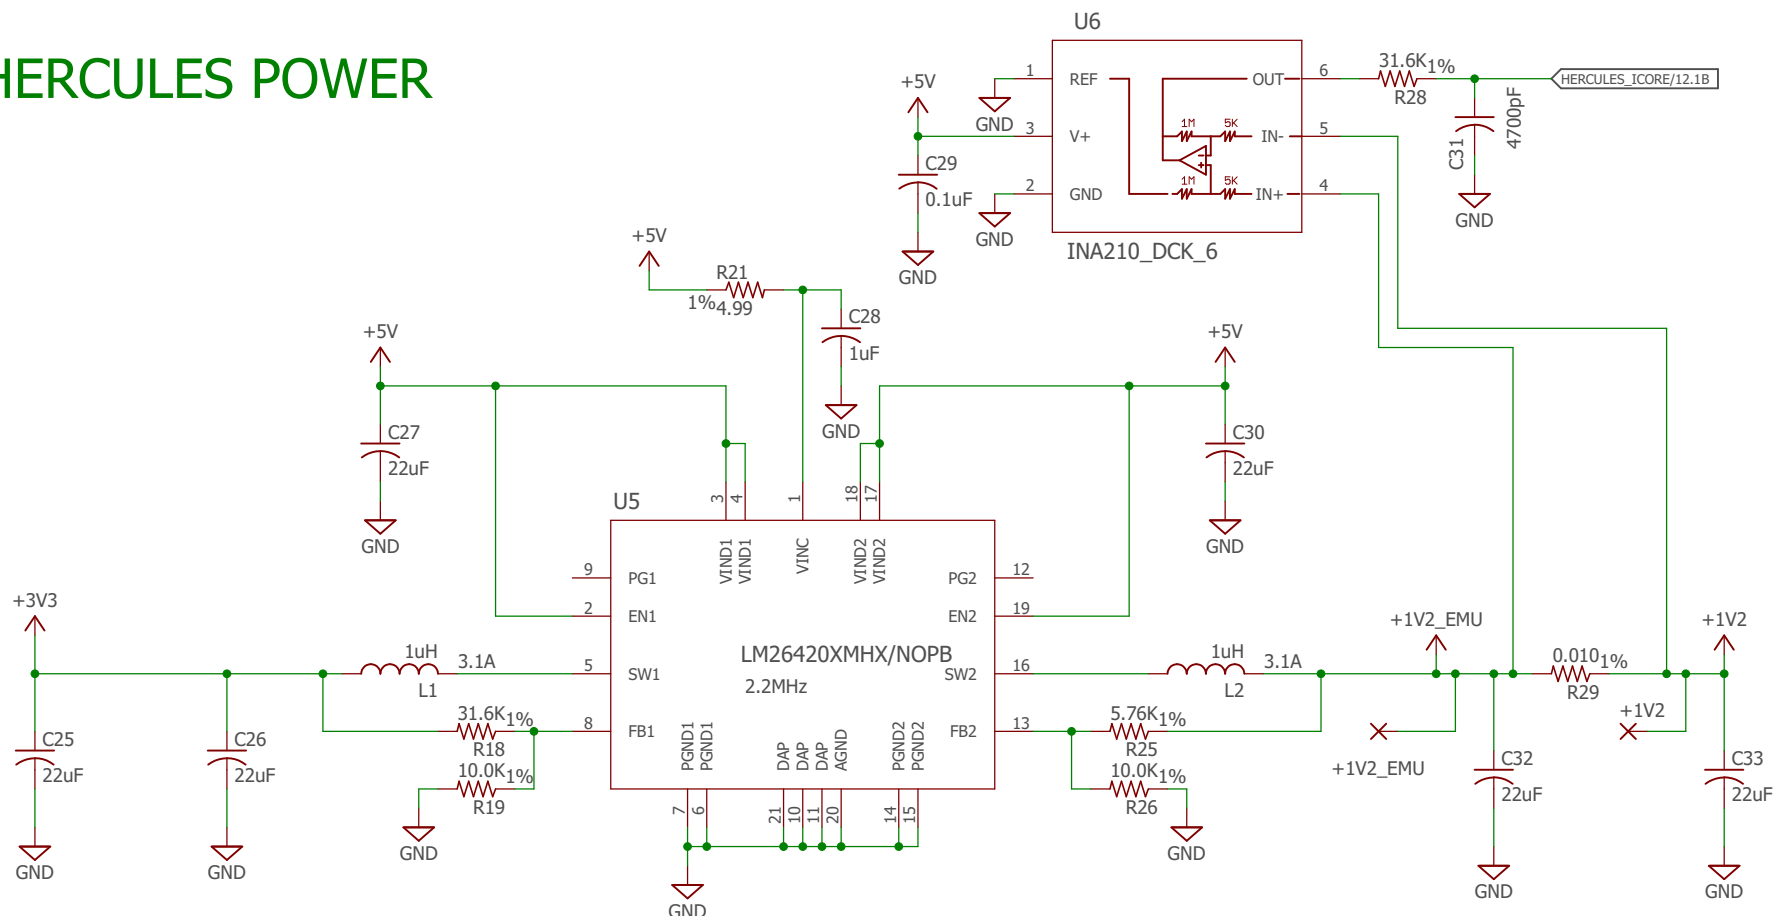 HERCULES POWER
U6
1 REF
OUT 6
31.6K 1%
R28
HERCULES_ICORE/12.1B
+5V
GND
3 V+
1M 5K
IN- 5
C31
4700pF
C29
0.1uF
2 GND
1M 5K
IN+ 4
GND
GND
GND
INA210_DCK_6
+5V
R21
1% 4.99
C28
1uF
GND
+5V
+5V
C27
22uF
GND
C30
22uF
GND
U5
3 4 1 18 17
VIND1 VIND1 VINC VIND2 VIND2
9 PG1
PG2 12
2 EN1
EN2 19
+3V3
1uH
3.1A
L1
5 SW1
LM26420XMHX/NOPB
2.2MHz
SW2 16
1uH
3.1A
L2
+1V2_EMU
0.010 1%
R29
+1V2
31.6K 1%
R18
8 FB1
FB2 13
5.76K 1%
R25
+1V2
+1V2_EMU
10.0K 1%
R19
GND
10.0K 1%
R26
GND
C25
22uF
GND
C26
22uF
GND
PGND1 PGND1 DAP DAP DAP AGND PGND2 PGND2
7 6 21 10 11 20 14 15
GND
C32
22uF
GND
C33
22uF
GND